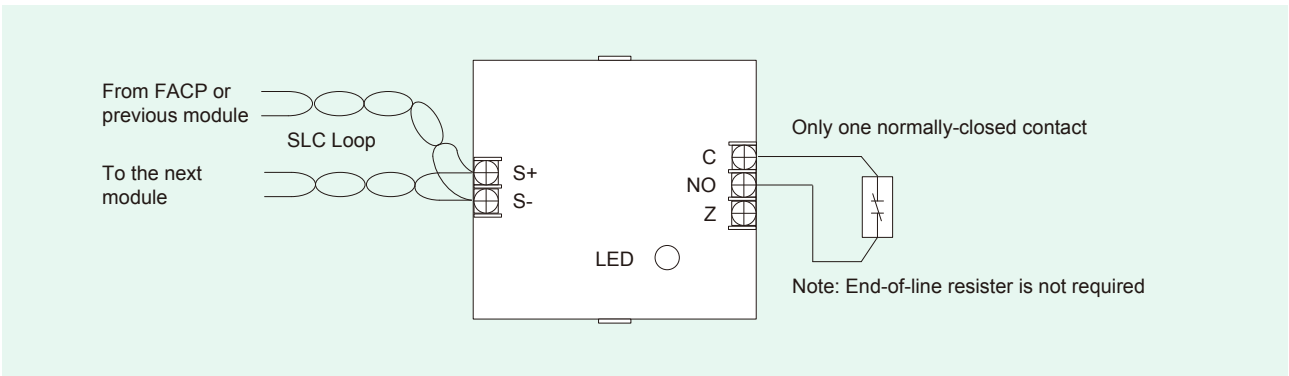 From FACP or
previous module
SLC Loop
To the next
module
S+
S-
LED
C
NO
Z
Only one normally-closed contact
Note: End-of-line resister is not required